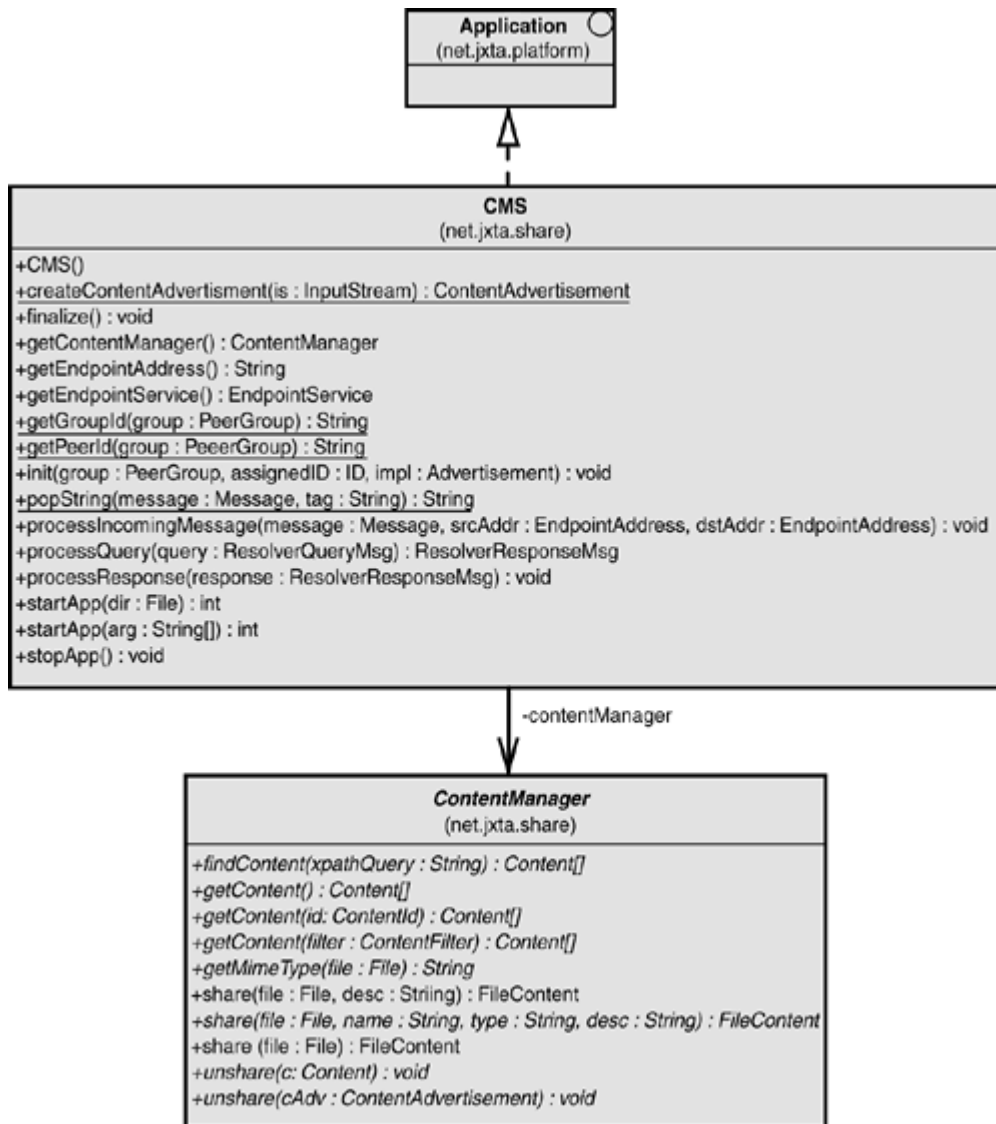 Application
(net.jxta.platform)
CMS
(net.jxta.share)
+CMS()
+createContentAdvertisment(is : InputStream) : ContentAdvertisement
+finalize() : void
+getContentManager() : ContentManager
+getEndpointAddress() : String
+getEndpointService() : EndpointService
+getGroupId(group : PeerGroup) : String
+getPeerId(group : PeeerGroup) : String
+init(group : PeerGroup, assignedID : ID, impl : Advertisement) : void
+popString(message : Message, tag : String) : String
+processIncomingMessage(message : Message, srcAddr : EndpointAddress, dstAddr : EndpointAddress) : void
+processQuery(query : ResolverQueryMsg) : ResolverResponseMsg
+processResponse(response : ResolverResponseMsg) : void
+startApp(dir : File) : int
+startApp(arg : String[]) : int
+stopApp() : void
-contentManager
ContentManager
(net.jxta.share)
+findContent(xpathQuery : String) : Content[]
+getContent() : Content[]
+getContent(id: ContentId) : Content[]
+getContent(filter : ContentFilter) : Content[]
+getMimeType(file : File) : String
+share(file : File, desc : Striing) : FileContent
+share(file : File, name : String, type : String, desc : String) : FileContent
+share (file : File) : FileContent
+unshare(c: Content) : void
+unshare(cAdv : ContentAdvertisement) : void